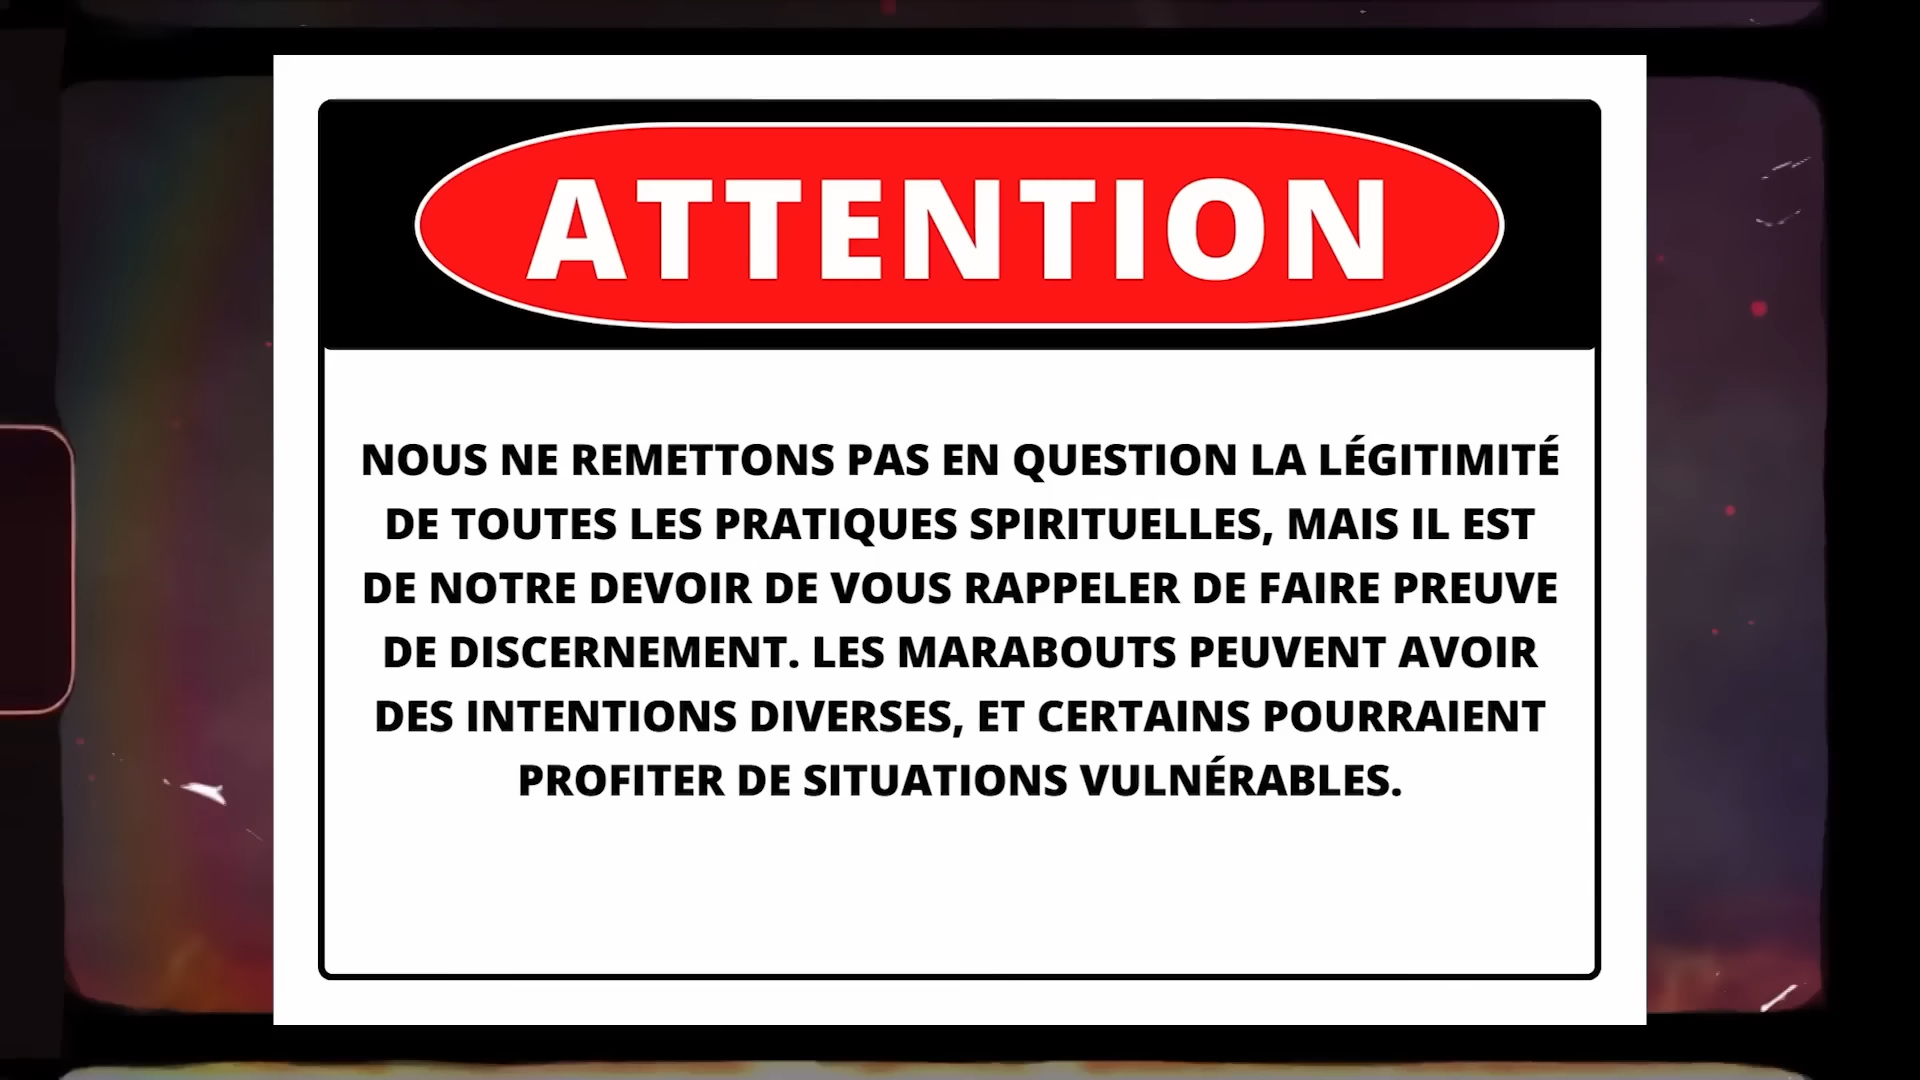 ATTENTION
NOUS NE REMETTONS PAS EN QUESTION LA LÉGITIMITÉ
DE TOUTES LES PRATIQUES SPIRITUELLES, MAIS IL EST
DE NOTRE DEVOIR DE VOUS RAPPELER DE FAIRE PREUVE
DE DISCERNEMENT. LES MARABOUTS PEUVENT AVOIR
DES INTENTIONS DIVERSES, ET CERTAINS POURRAIENT
PROFITER DE SITUATIONS VULNÉRABLES.